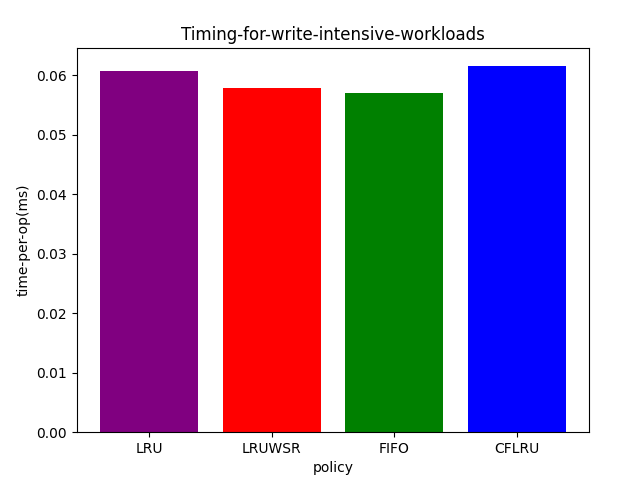 Timing-for-write-intensive-workloads
time-per-op(ms)
0.06
0.05
0.04
0.03
0.02
0.01
0.00
LRU LRUWSR FIFO CFLRU
policy